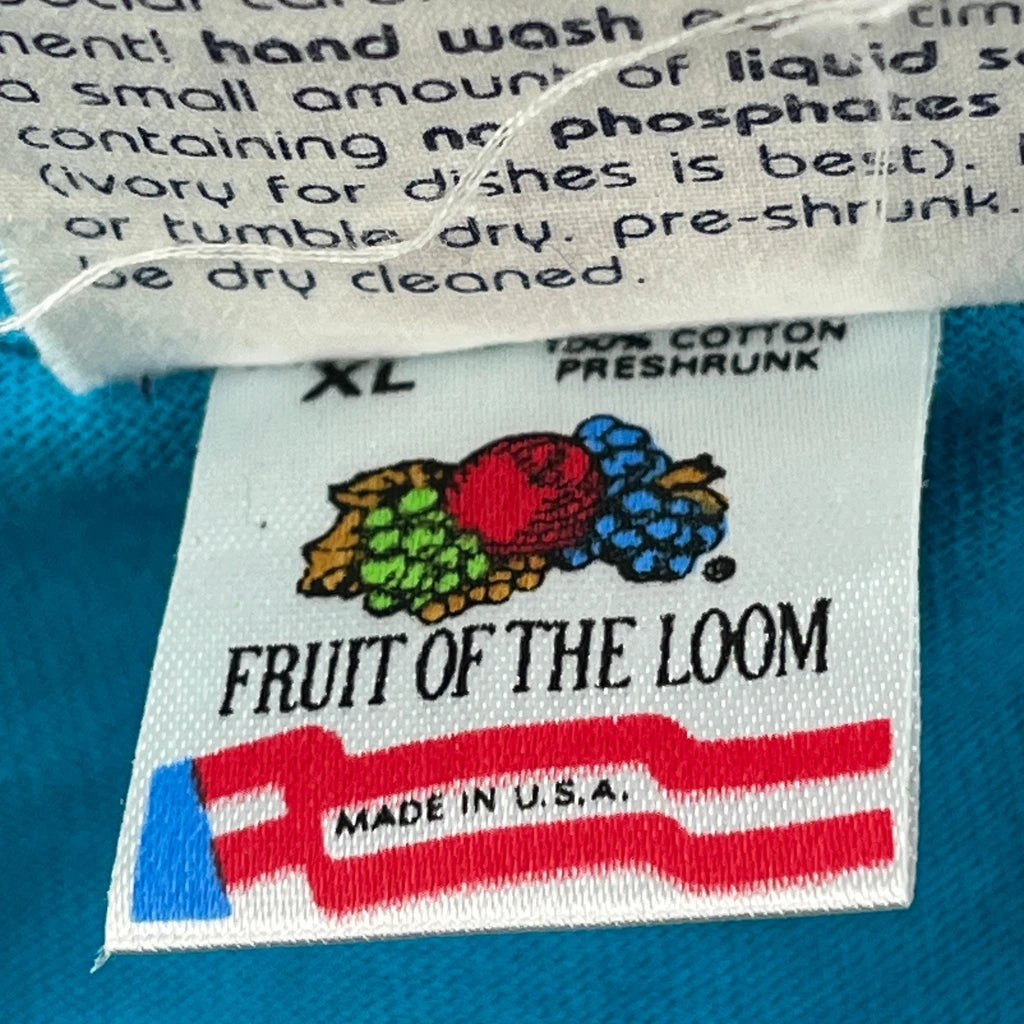 ment! hand wash
a small amount of liquid
containing no phosphates
(ivory for dishes is best).
or tumble dry. pre-shrunk.
be dry cleaned.
XL
100% COTTON
PRESHRUNK
FRUIT OF THE LOOM
MADE IN U.S.A.